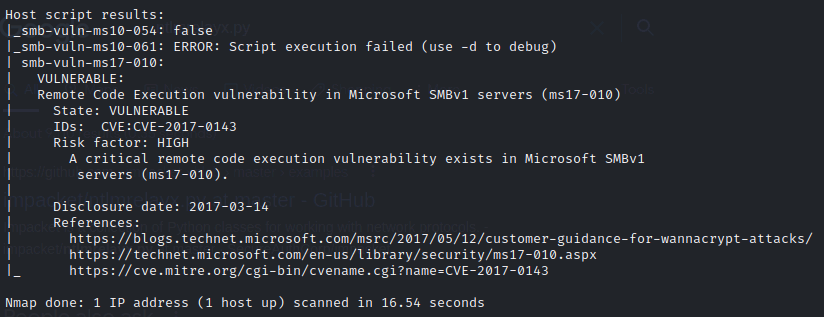 Host script results:
|_smb-vuln-ms10-054: false
|_smb-vuln-ms10-061: ERROR: Script execution failed (use -d to debug)
| smb-vuln-ms17-010:
|   VULNERABLE:
|   Remote Code Execution vulnerability in Microsoft SMBv1 servers (ms17-010)
|     State: VULNERABLE
|     IDs:  CVE:CVE-2017-0143
|     Risk factor: HIGH
|       A critical remote code execution vulnerability exists in Microsoft SMBv1
|        servers (ms17-010).
|
|     Disclosure date: 2017-03-14
|     References:
|       https://blogs.technet.microsoft.com/msrc/2017/05/12/customer-guidance-for-wannacrypt-attacks/
|       https://technet.microsoft.com/en-us/library/security/ms17-010.aspx
|_      https://cve.mitre.org/cgi-bin/cvename.cgi?name=CVE-2017-0143
Nmap done: 1 IP address (1 host up) scanned in 16.54 seconds